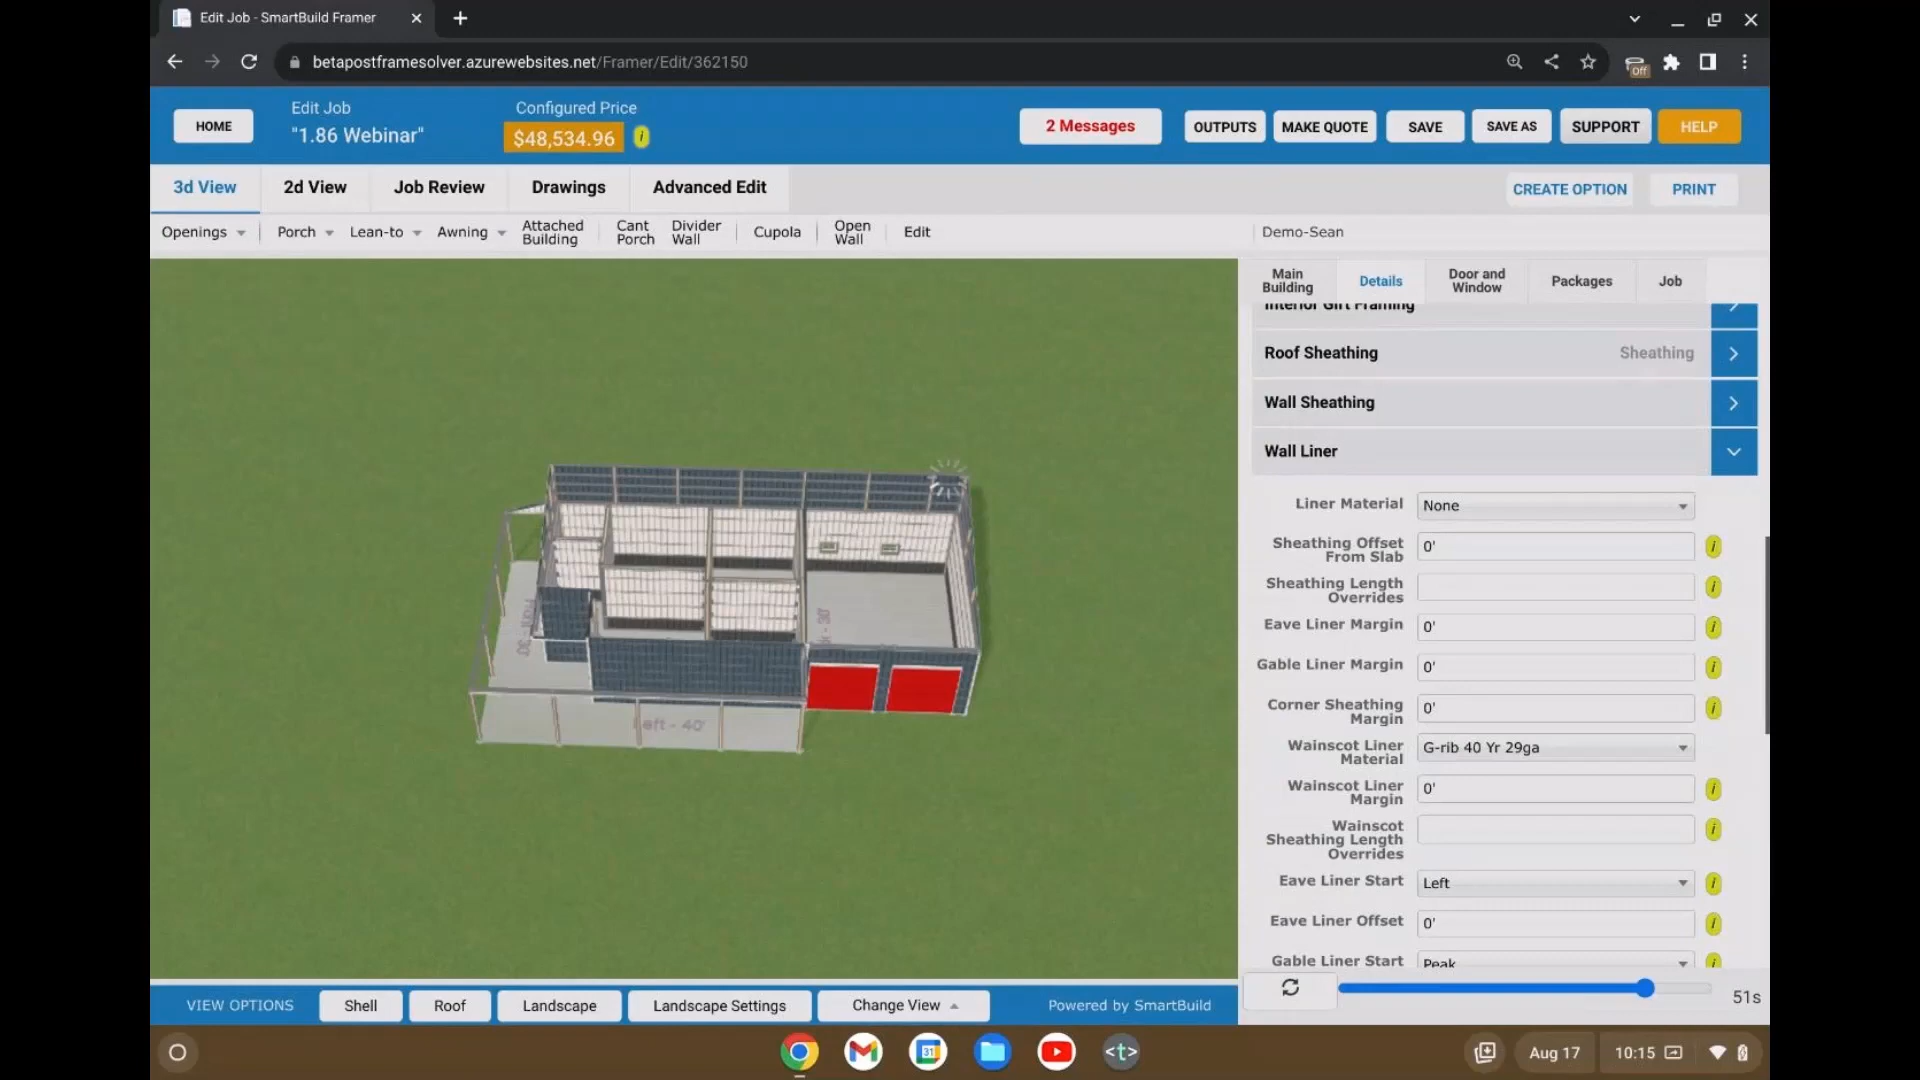 Edit Job - SmartBuild Framer
betapostframesolver.azurewebsites.net/Framer/Edit/362150
Off
HOME
Edit Job
"1.86 Webinar"
Configured Price
$48,534.96
i
2 Messages
OUTPUTS
MAKE QUOTE
SAVE
SAVE AS
SUPPORT
HELP
3d View
2d View
Job Review
Drawings
Advanced Edit
CREATE OPTION
PRINT
Openings
Porch
Lean-to
Awning
Attached
Building
Cant
Porch
Divider
Wall
Cupola
Open
Wall
Edit
Demo-Sean
Main
Building
Details
Door and
Window
Packages
Job
Interior Girt Framing
Roof Sheathing
Sheathing
Wall Sheathing
Wall Liner
Liner Material
None
Sheathing Offset
From Slab
0'
i
Sheathing Length
Overrides
i
Eave Liner Margin
0'
i
Gable Liner Margin
0'
i
Corner Sheathing
Margin
0'
i
Wainscot Liner
Material
G-rib 40 Yr 29ga
Wainscot Liner
Margin
0'
i
Wainscot
Sheathing Length
Overrides
i
Eave Liner Start
Left
i
Eave Liner Offset
0'
i
Gable Liner Start
Peak
i
51s
Left - 40'
VIEW OPTIONS
Shell
Roof
Landscape
Landscape Settings
Change View
Powered by SmartBuild
31
<t>
Aug 17
10:15